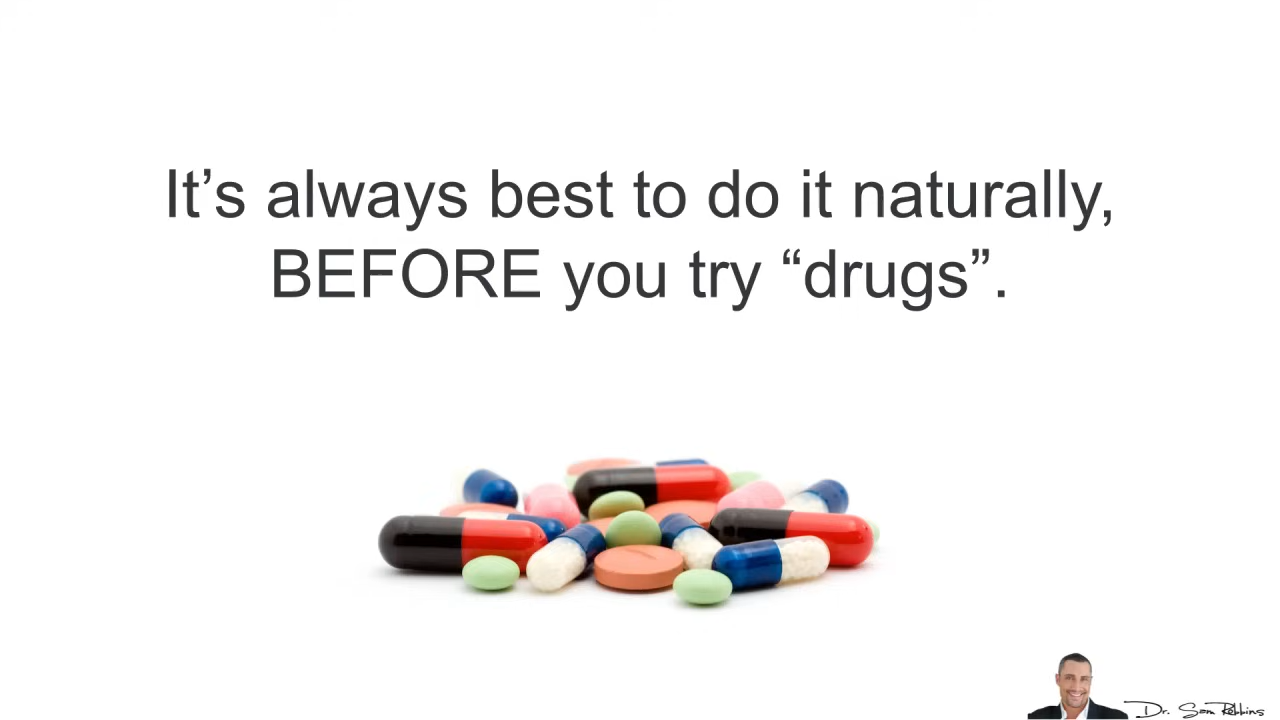 It’s always best to do it naturally,
BEFORE you try “drugs”.
Dr. Sam Robbins